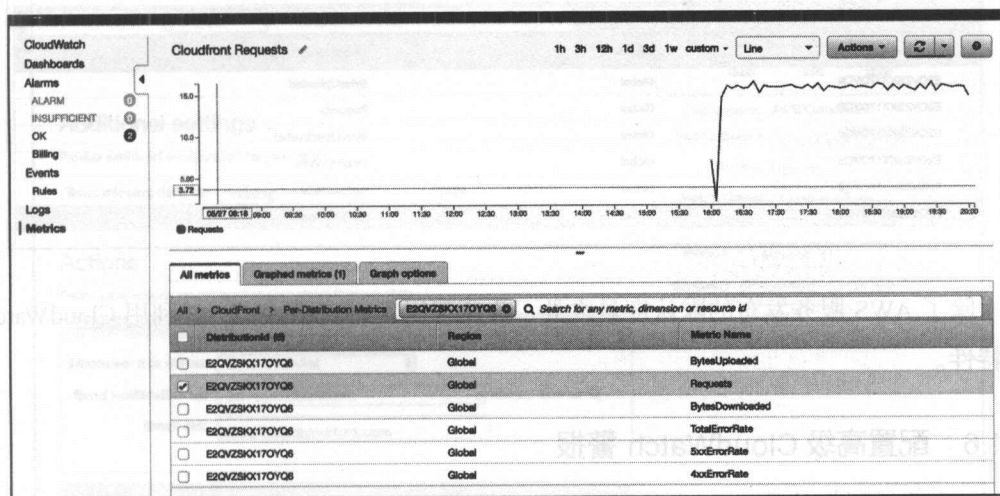 CloudWatch
Dashboards
Alarms
ALARM 0
INSUFFICIENT 0
OK 2
Billing
Events
Rules
Logs
Metrics
Cloudfront Requests
1h 3h 12h 1d 3d 1w custom Line Actions
15.0
10.0
5.00
3.72
05/27 08:18 09:00 09:30 10:00 10:30 11:00 11:30 12:00 12:30 13:00 13:30 14:00 14:30 15:00 15:30 16:00 16:30 17:00 17:30 18:00 18:30 19:00 19:30 20:00
Requests
All metrics Graphed metrics (1) Graph options
All > CloudFront > Per-Distribution Metrics E2QVZSKX17OYQ6 Search for any metric, dimension or resource id
DistributionId (6) Region Metric Name
E2QVZSKX17OYQ6 Global BytesUploaded
E2QVZSKX17OYQ6 Global Requests
E2QVZSKX17OYQ6 Global BytesDownloaded
E2QVZSKX17OYQ6 Global TotalErrorRate
E2QVZSKX17OYQ6 Global 5xxErrorRate
E2QVZSKX17OYQ6 Global 4xxErrorRate